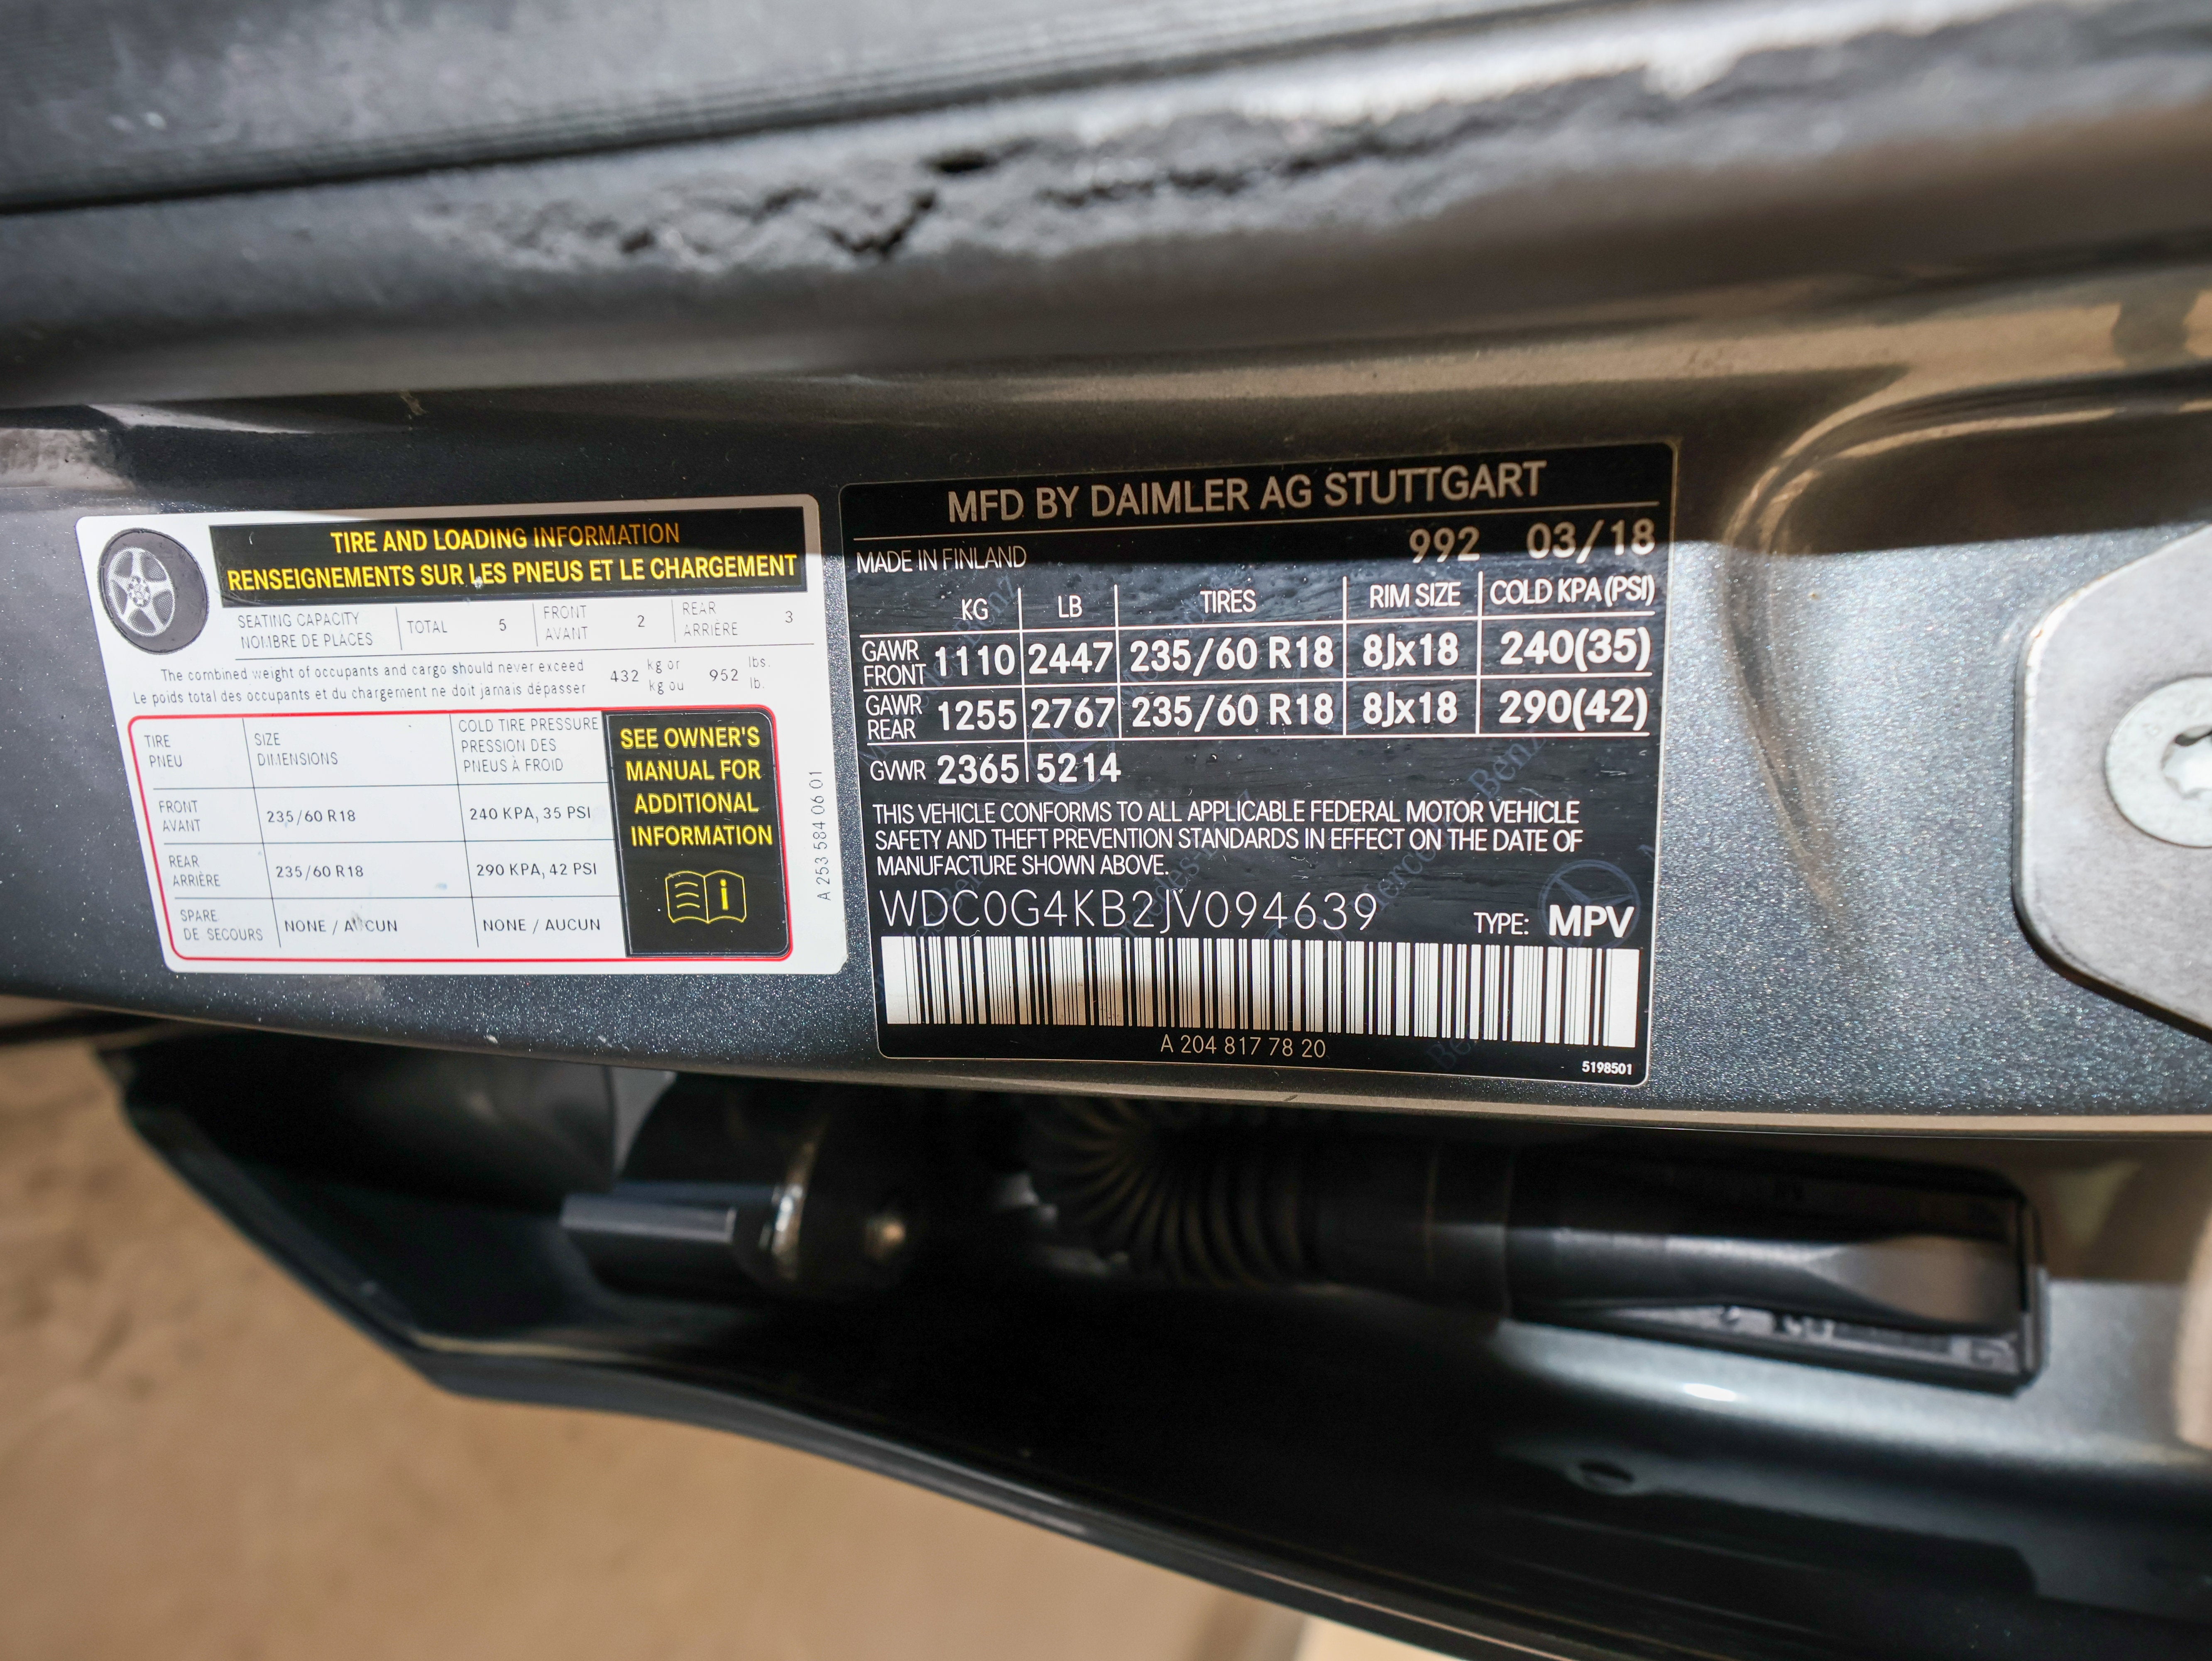 TIRE AND LOADING INFORMATION
RENSEIGNEMENTS SUR LES PNEUS ET LE CHARGEMENT
SEATING CAPACITY
NOMBRE DE PLACES
TOTAL 5
FRONT
AVANT
2
REAR
ARRIÈRE
3
The combined weight of occupants and cargo should never exceed
Le poids total des occupants et du chargement ne doit jamais dépasser
432
kg or
kg ou
952
lbs.
lb.
TIRE
PNEU
SIZE
DIMENSIONS
COLD TIRE PRESSURE
PRESSION DES
PNEUS À FROID
FRONT
AVANT
235/60 R18
240 KPA, 35 PSI
REAR
ARRIÈRE
235/60 R18
290 KPA, 42 PSI
SPARE
DE SECOURS
NONE / AUCUN
NONE / AUCUN
SEE OWNER'S
MANUAL FOR
ADDITIONAL
INFORMATION
i
A 253 584 06 01
MFD BY DAIMLER AG STUTTGART
MADE IN FINLAND 992 03/18
KG LB TIRES RIM SIZE COLD KPA(PSI)
GAWR
FRONT
1110 2447 235/60 R18 8Jx18 240(35)
GAWR
REAR
1255 2767 235/60 R18 8Jx18 290(42)
GVWR 2365 5214
THIS VEHICLE CONFORMS TO ALL APPLICABLE FEDERAL MOTOR VEHICLE
SAFETY AND THEFT PREVENTION STANDARDS IN EFFECT ON THE DATE OF
MANUFACTURE SHOWN ABOVE.
WDC0G4KB2JV094639 TYPE: MPV
A 204 817 78 20
5198501